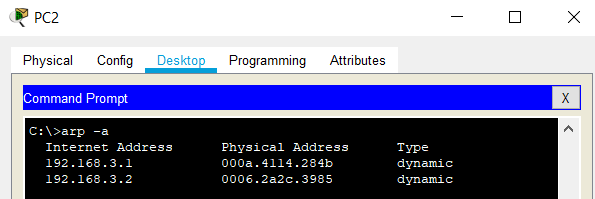 PC2
Physical Config Desktop Programming Attributes
Command Prompt X
C:\>arp -a
Internet Address Physical Address Type
192.168.3.1 000a.4114.284b dynamic
192.168.3.2 0006.2a2c.3985 dynamic